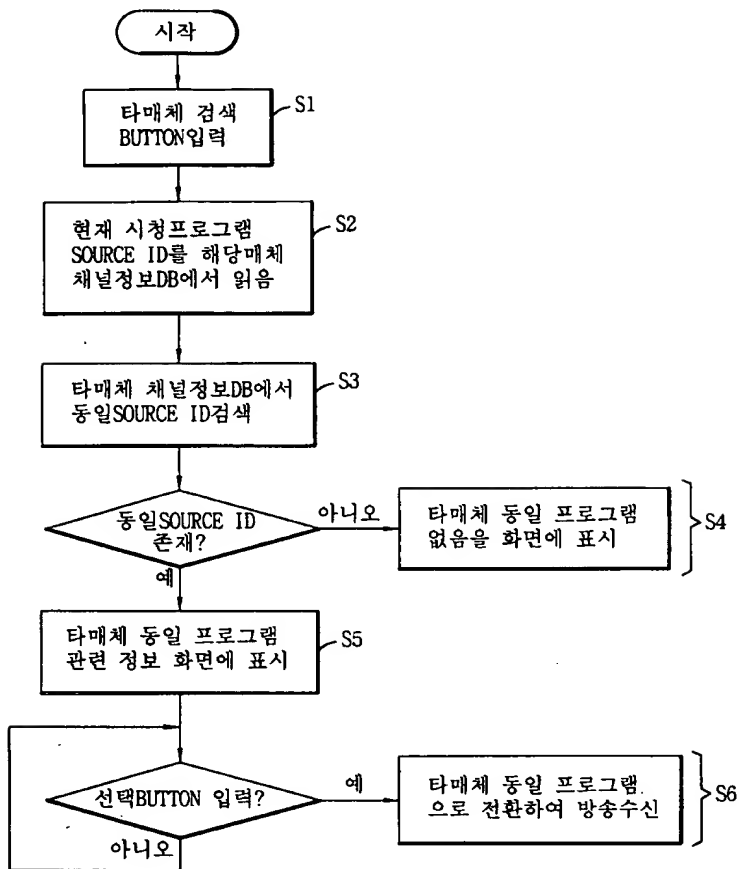 시작
타매체 검색
BUTTON입력
S1
현재 시청프로그램
SOURCE ID를 해당매체
채널정보DB에서 읽음
S2
타매체 채널정보DB에서
동일SOURCE ID검색
S3
동일SOURCE ID
존재?
아니오
타매체 동일 프로그램
없음을 화면에 표시
S4
예
타매체 동일 프로그램
관련 정보 화면에 표시
S5
선택BUTTON 입력?
예
타매체 동일 프로그램
으로 전환하여 방송수신
S6
아니오